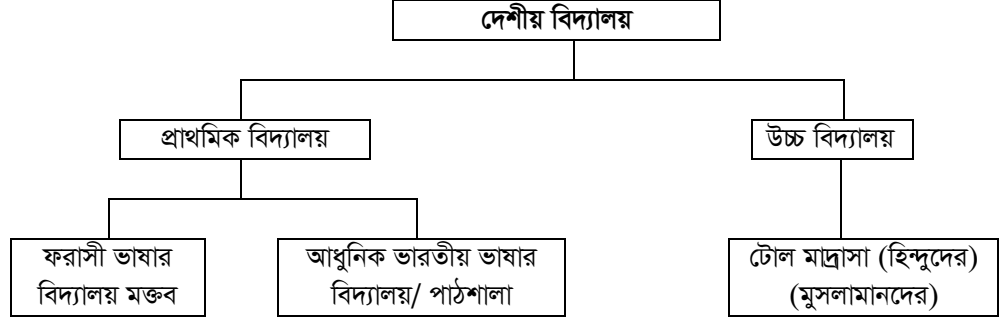 দেশীয় বিদ্যালয়
প্রাথমিক বিদ্যালয়
উচ্চ বিদ্যালয়
ফরাসী ভাষার
বিদ্যালয় মক্তব
আধুনিক ভারতীয় ভাষার
বিদ্যালয়/ পাঠশালা
টোল মাদ্রাসা (হিন্দুদের)
(মুসলামানদের)